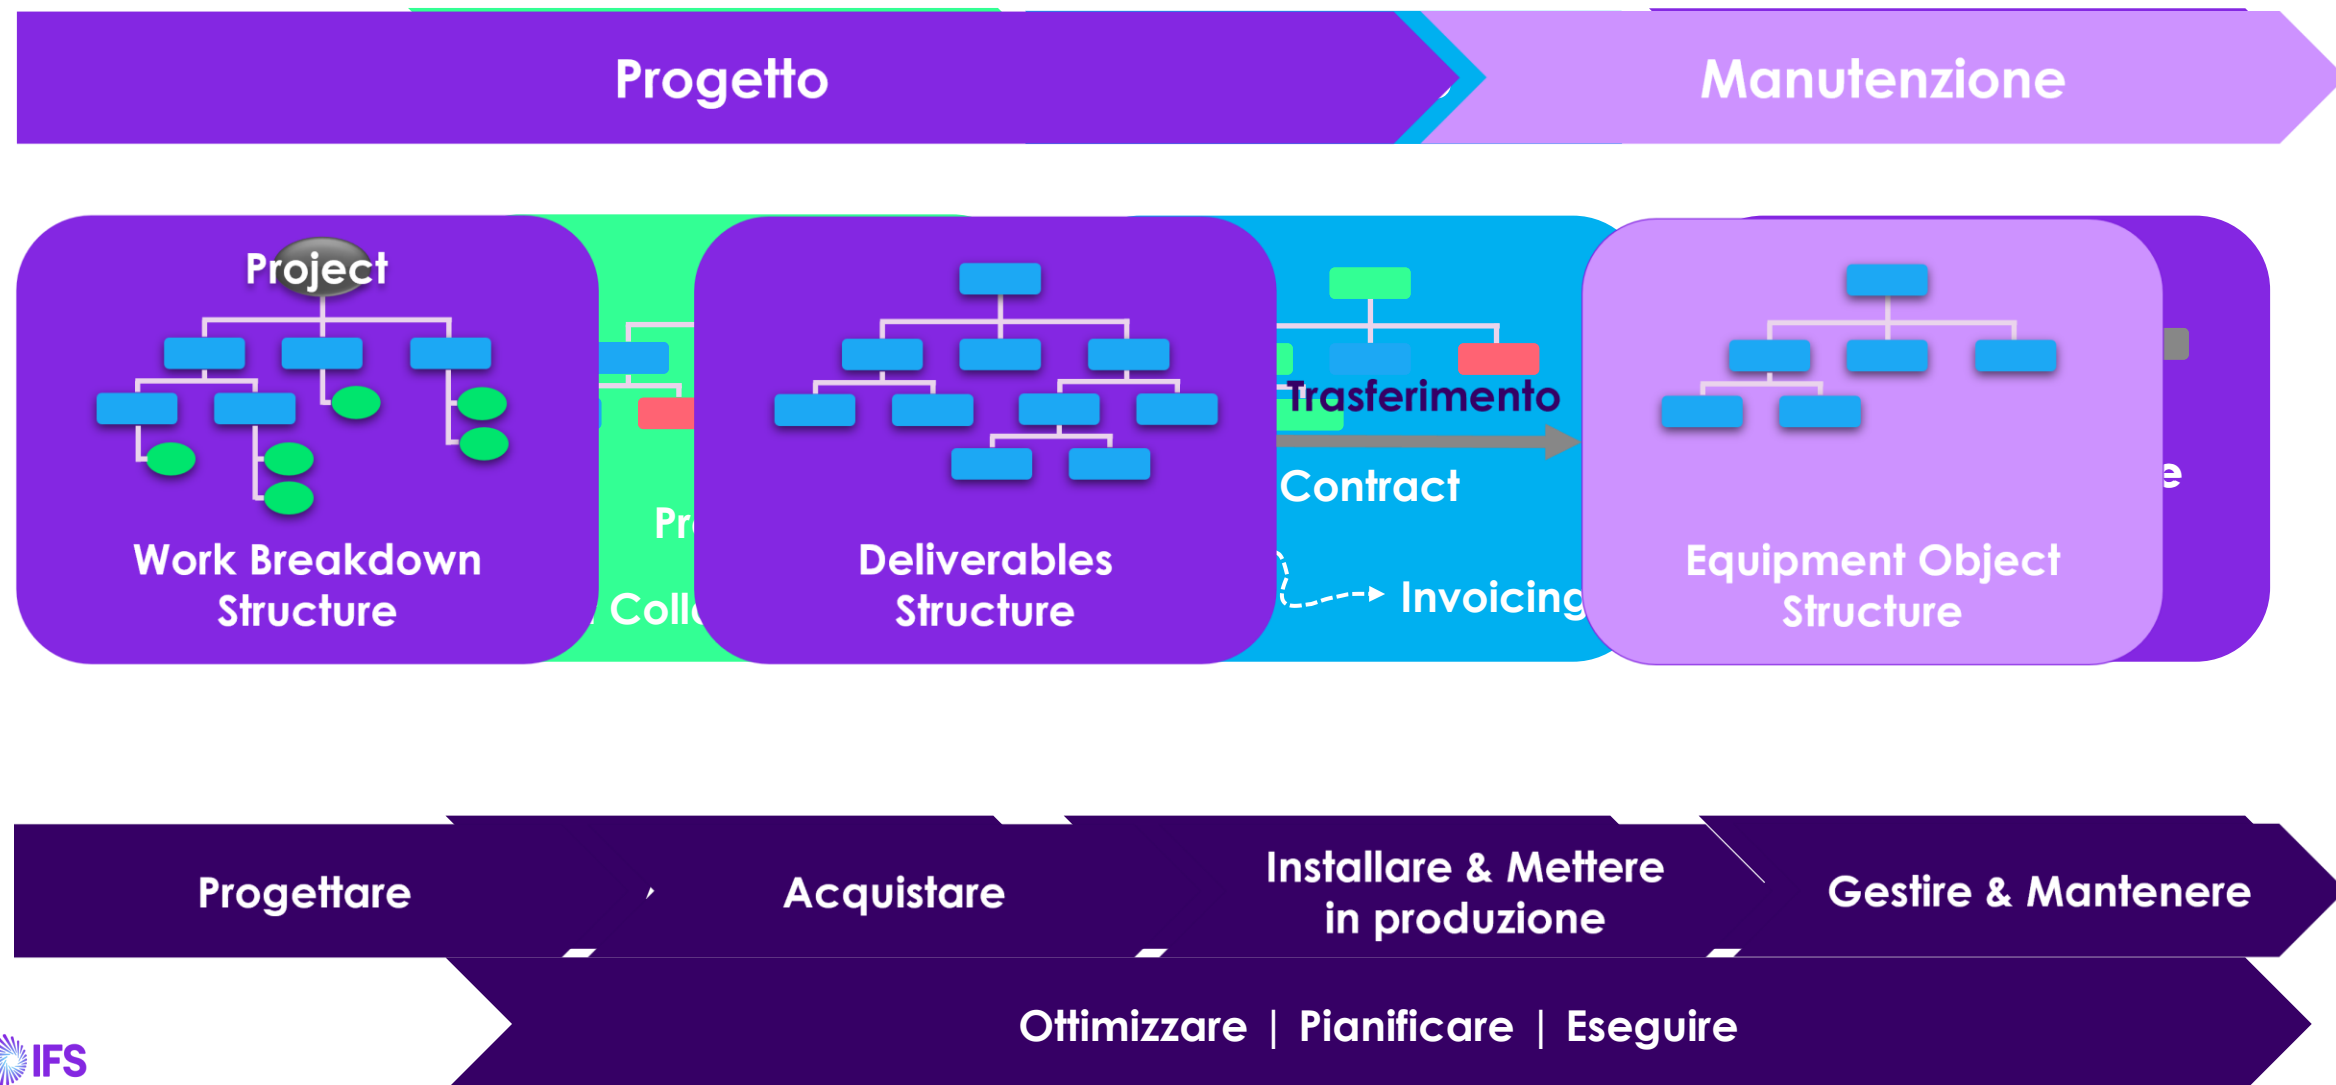 Progetto
Manutenzione
Project
Trasferimento
Contract
Work Breakdown
Structure
Deliverables
Structure
Invoicing
Equipment Object
Structure
Progettare
Acquistare
Installare & Mettere
in produzione
Gestire & Mantenere
Ottimizzare | Pianificare | Eseguire
IFS